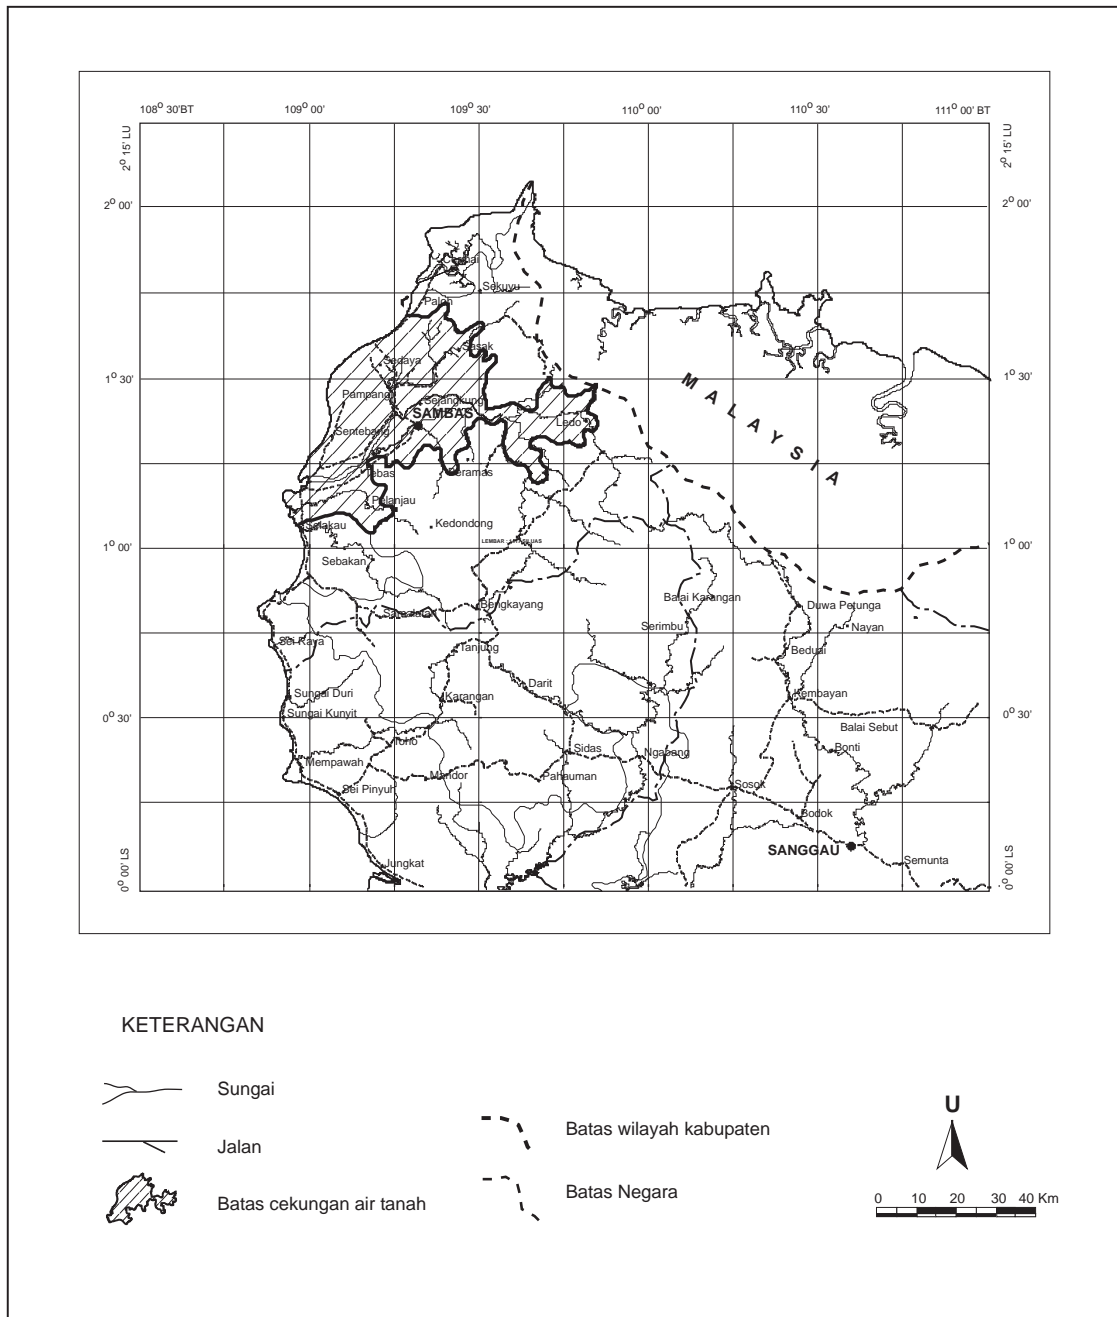 108° 30'BT 109° 00' 109° 30' 110° 00' 110° 30' 111° 00' BT
2° 15' LU 2° 15' LU
2° 00' 2° 00'
Sekuyu
Paloh
Sasak
Sedaya
1° 30' 1° 30'
MALAYSIA
Pampang
Sejangkung
SAMBAS
Ledo
Sentebang
Tebas
Seramas
Pelanjau
Selakau
Kedondong
1° 00' 1° 00'
Sebakan
Balai Karangan
Bengkayang
Duwa Petunga
Serimbu
Nayan
Sei Kaya
Tanjung
Beduai
Darit
Sungai Duri
Karangan
Kembayan
Sungai Kunyit
0° 30' 0° 30'
Balai Sebut
Toho
Sidas
Ngabang
Bonti
Mempawah
Mandor
Pahauman
Sei Pinyuh
Sosok
Bodok
SANGGAU
Semunta
Jungkat
0° 00' LS 0° 00' LS
KETERANGAN
Sungai
Jalan
Batas cekungan air tanah
Batas wilayah kabupaten
Batas Negara
U
0 10 20 30 40 Km